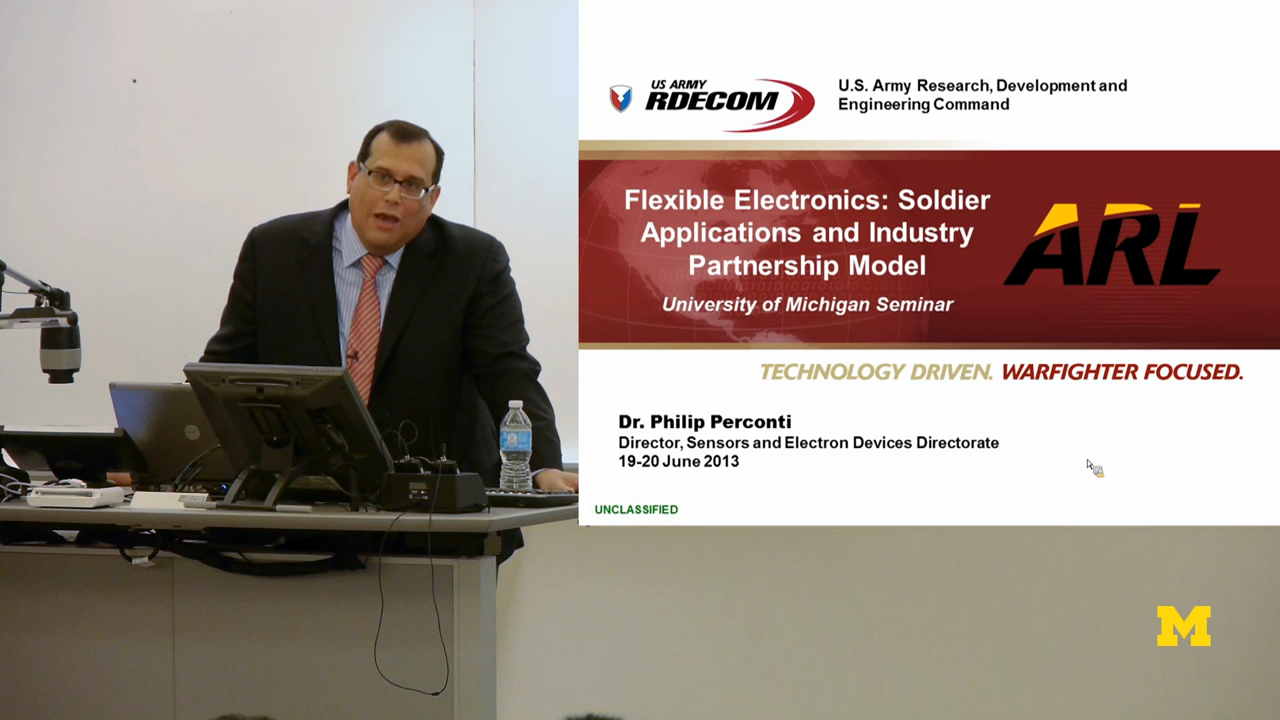 US ARMY
RDECOM
U.S. Army Research, Development and
Engineering Command
Flexible Electronics: Soldier
Applications and Industry
Partnership Model
University of Michigan Seminar
ARL
TECHNOLOGY DRIVEN. WARFIGHTER FOCUSED.
Dr. Philip Perconti
Director, Sensors and Electron Devices Directorate
19-20 June 2013
UNCLASSIFIED
M